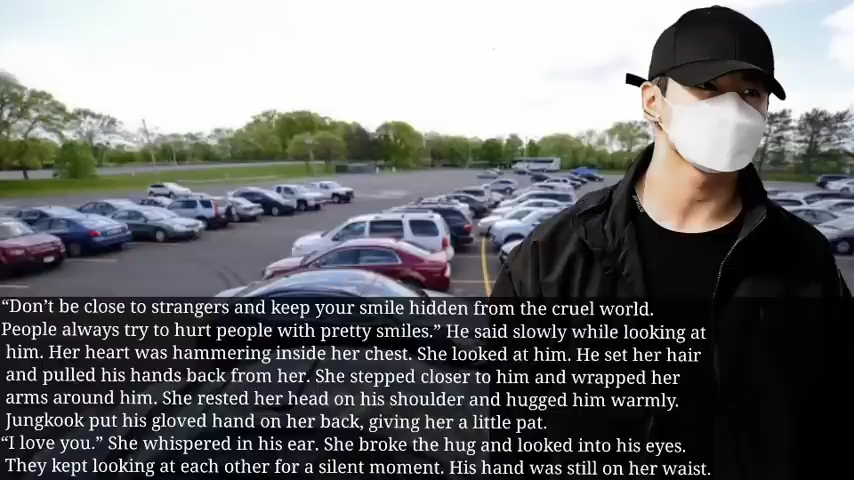 “Don’t be close to strangers and keep your smile hidden from the cruel world.
People always try to hurt people with pretty smiles.” He said slowly while looking at
him. Her heart was hammering inside her chest. She looked at him. He set her hair
and pulled his hands back from her. She stepped closer to him and wrapped her
arms around him. She rested her head on his shoulder and hugged him warmly.
Jungkook put his gloved hand on her back, giving her a little pat.
“I love you.” She whispered in his ear. She broke the hug and looked into his eyes.
They kept looking at each other for a silent moment. His hand was still on her waist.